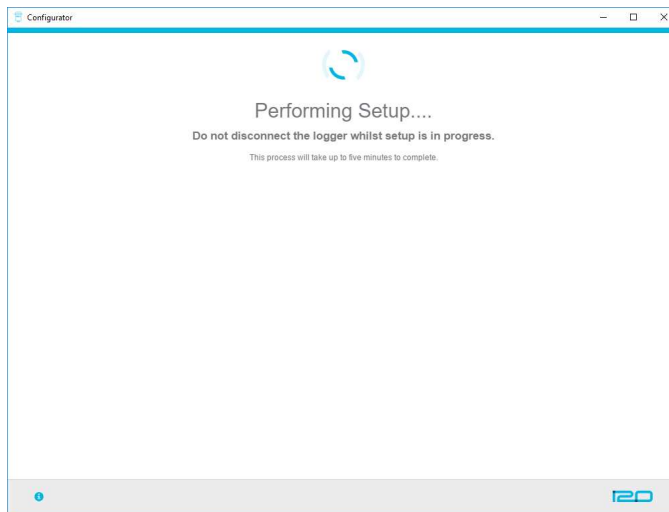 Configurator
Performing Setup....
Do not disconnect the logger whilst setup is in progress.
This process will take up to five minutes to complete.
i2O